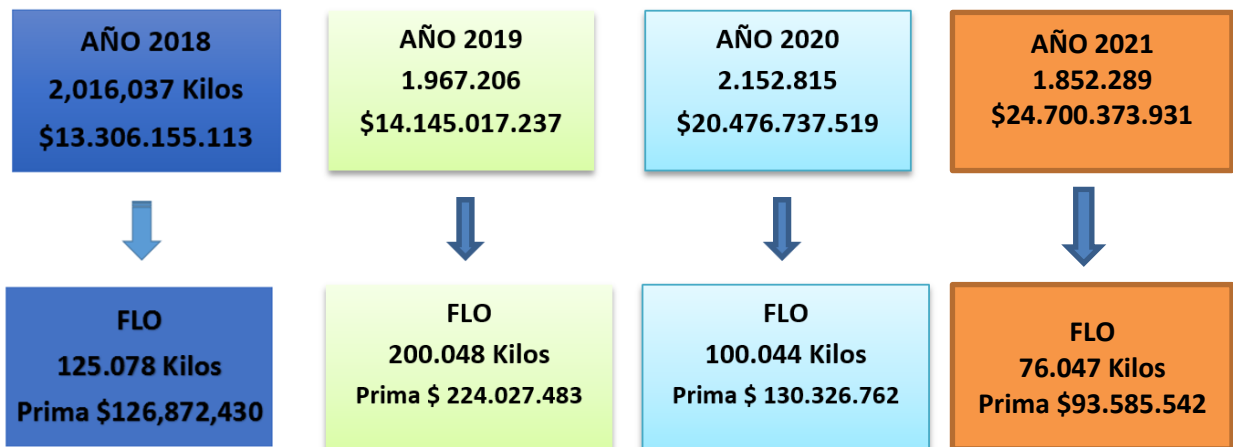 AÑO 2018
2,016,037 Kilos
$13.306.155.113
AÑO 2019
1.967.206
$14.145.017.237
AÑO 2020
2.152.815
$20.476.737.519
AÑO 2021
1.852.289
$24.700.373.931
FLO
125.078 Kilos
Prima $126,872,430
FLO
200.048 Kilos
Prima $ 224.027.483
FLO
100.044 Kilos
Prima $ 130.326.762
FLO
76.047 Kilos
Prima $93.585.542